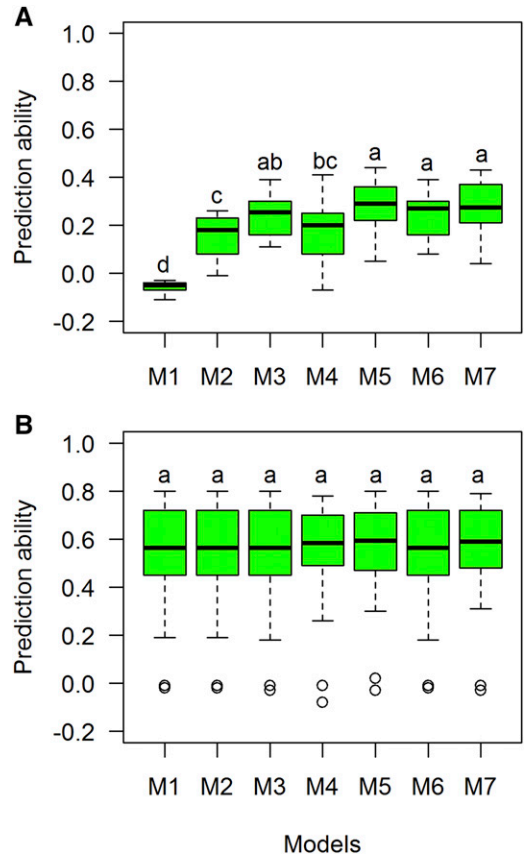 A
Prediction ability
1.0
0.8
0.6
0.4
0.2
0.0
-0.2
d
c
ab
bc
a
a
a
M1 M2 M3 M4 M5 M6 M7
B
Prediction ability
1.0
0.8
0.6
0.4
0.2
0.0
-0.2
a a a a a a a
M1 M2 M3 M4 M5 M6 M7
Models